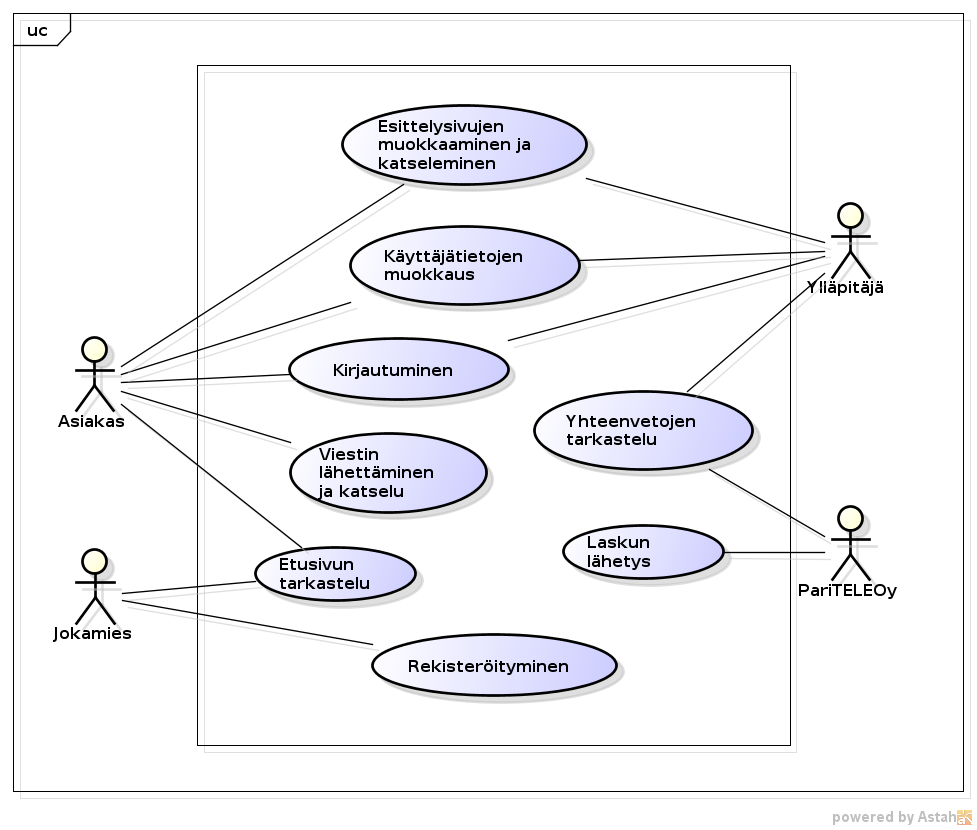 uc
Esittelysivujen
muokkaaminen ja
katseleminen
Käyttäjätietojen
muokkaus
Ylläpitäjä
Kirjautuminen
Asiakas
Yhteenvetojen
tarkastelu
Viestin
lähettäminen
ja katselu
Laskun
lähetys
Etusivun
tarkastelu
PariTELEOy
Jokamies
Rekisteröityminen
powered by Astah